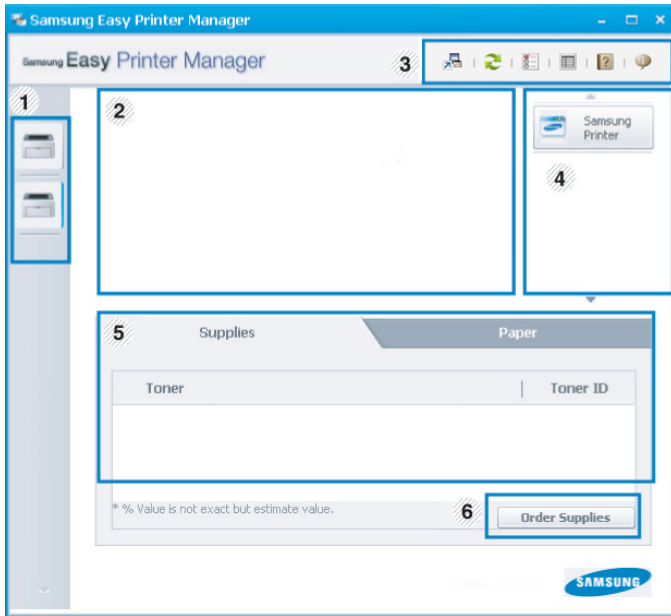 Samsung Easy Printer Manager
Samsung Easy Printer Manager
3
1
2
Samsung
Printer
4
5
Supplies
Paper
Toner
Toner ID
* % Value is not exact but estimate value.
6
Order Supplies
SAMSUNG